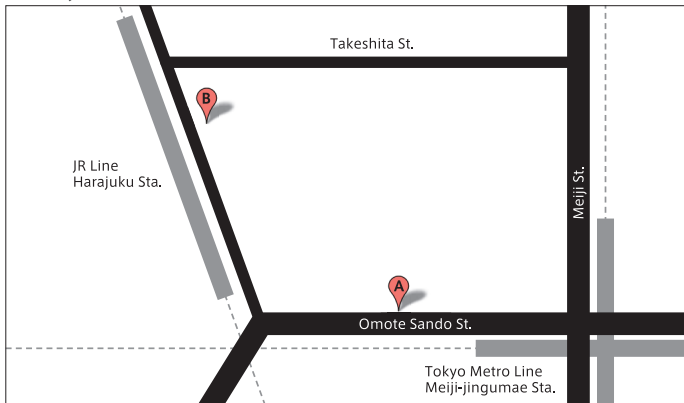 Takeshita St.
B
JR Line
Harajuku Sta.
Meiji St.
A
Omote Sando St.
Tokyo Metro Line
Meiji-jingumae Sta.